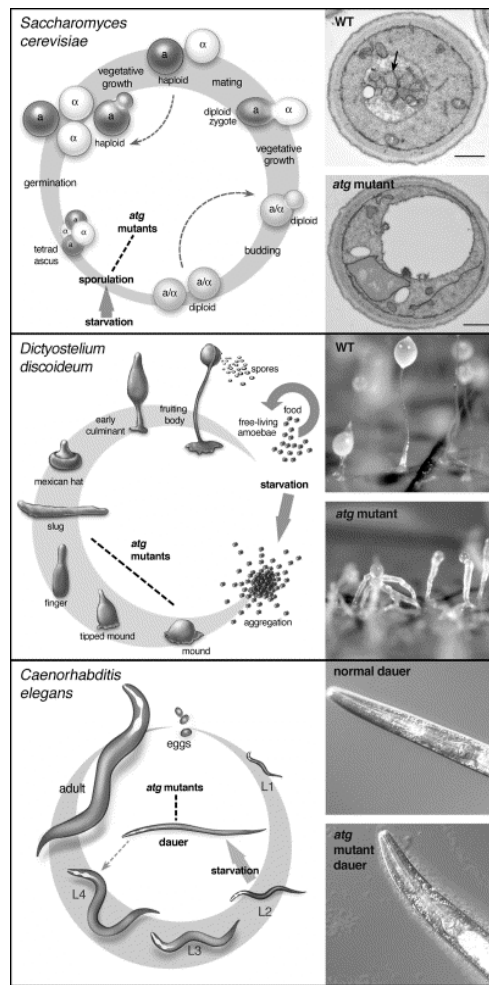 Saccharomyces
cerevisiae
a
α
haploid
mating
vegetative
growth
a
α
a
α
haploid
a
α
diploid
zygote
vegetative
growth
germination
a
α
α
a
tetrad
ascus
atg
mutants
sporulation
starvation
a/α
diploid
budding
a/α
a/α
diploid
WT
atg mutant
Dictyostelium
discoideum
early
culminant
fruiting
body
spores
food
free-living
amoebae
starvation
mexican hat
slug
atg
mutants
finger
tipped mound
mound
aggregation
WT
atg mutant
Caenorhabditis
elegans
eggs
adult
L1
atg mutants
dauer
starvation
L4
L2
L3
normal dauer
atg
mutant
dauer